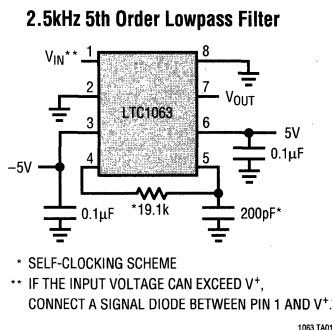 2.5kHz 5th Order Lowpass Filter
VIN** 1 8
2 LTC1063 7 VOUT
3 6 5V
-5V 4 5 0.1µF
0.1µF *19.1k 200pF*
* SELF-CLOCKING SCHEME
** IF THE INPUT VOLTAGE CAN EXCEED V+,
CONNECT A SIGNAL DIODE BETWEEN PIN 1 AND V+.
1063 TA01